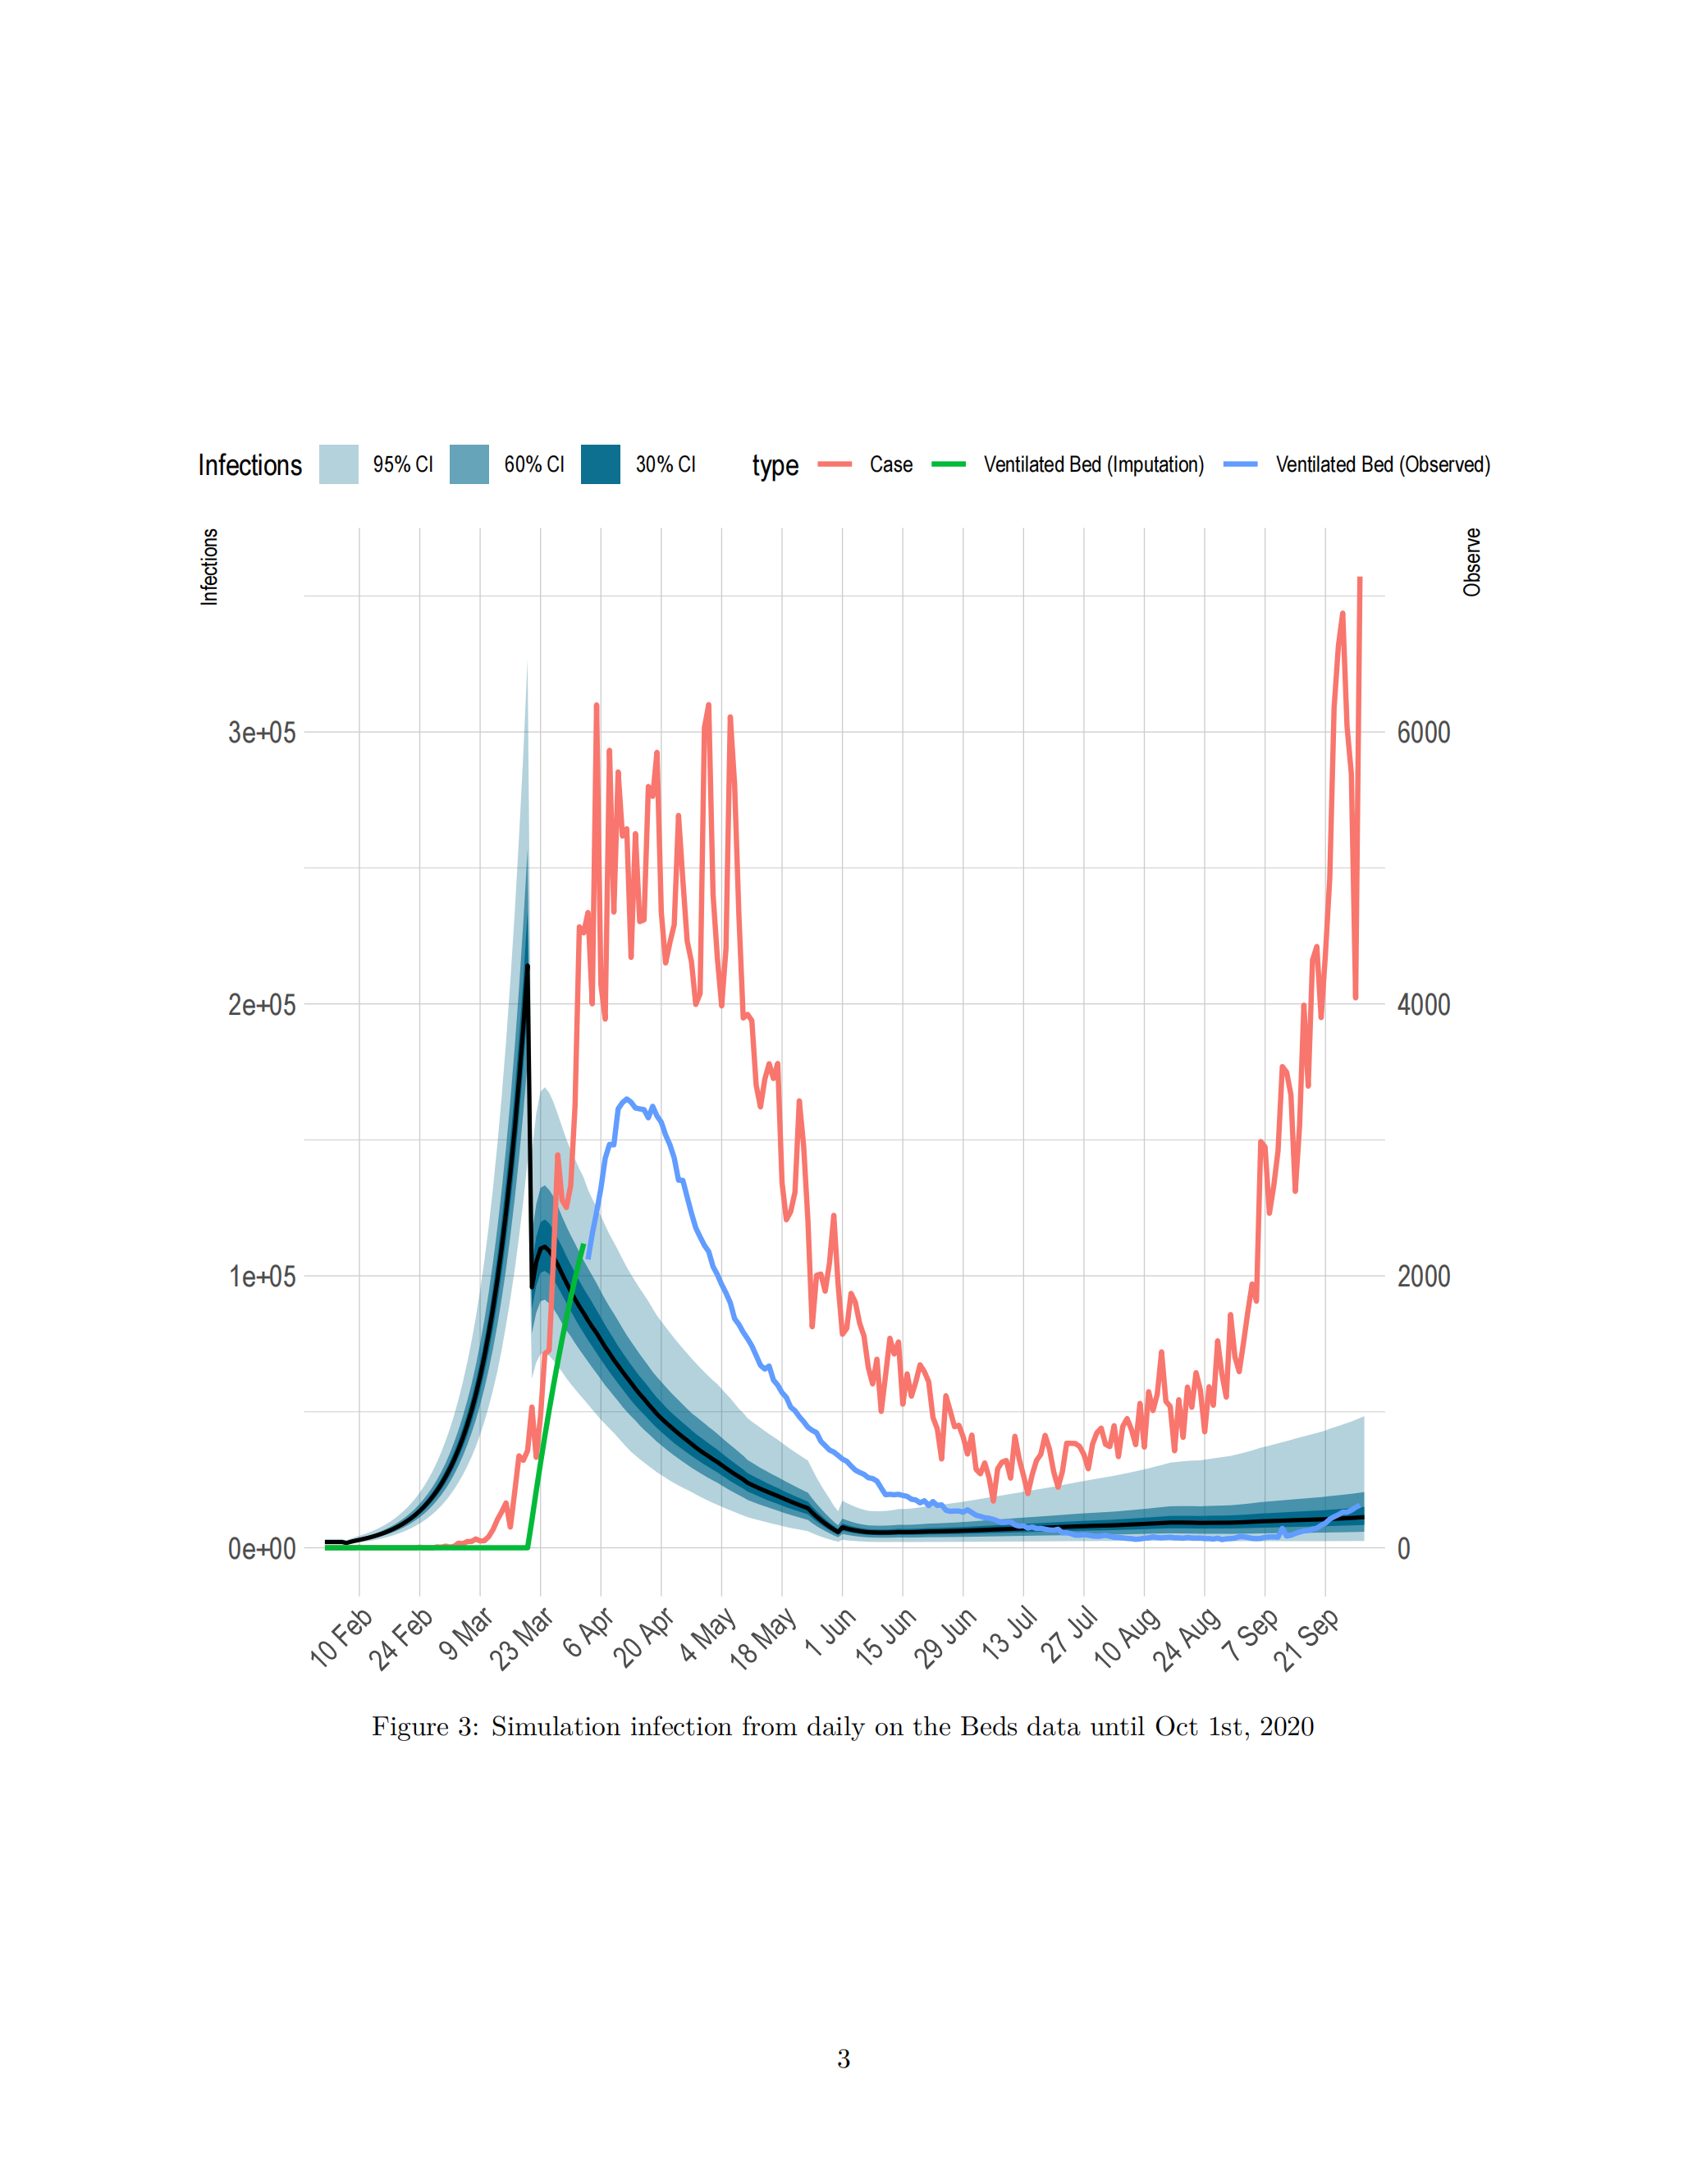 Infections 95% CI 60% CI 30% CI type Case Ventilated Bed (Imputation) Ventilated Bed (Observed)
Infections
Observe
3e+05
2e+05
1e+05
0e+00
6000
4000
2000
0
10 Feb
24 Feb
9 Mar
23 Mar
6 Apr
20 Apr
4 May
18 May
1 Jun
15 Jun
29 Jun
13 Jul
27 Jul
10 Aug
24 Aug
7 Sep
21 Sep
Figure 3: Simulation infection from daily on the Beds data until Oct 1st, 2020
3